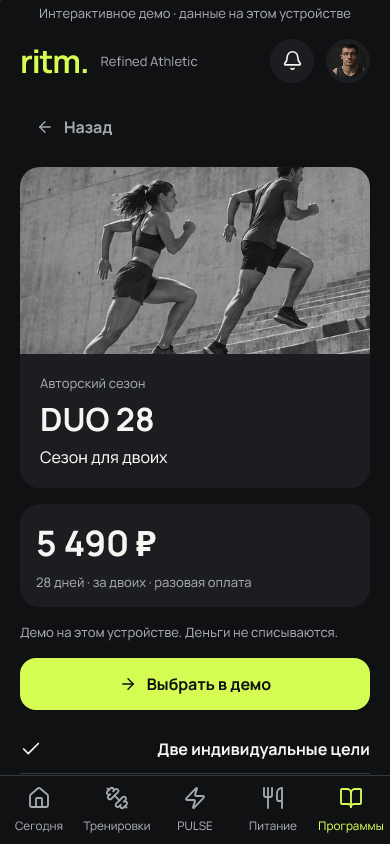 Интерактивное демо · данные на этом устройстве
ritm. Refined Athletic
Назад
Авторский сезон
DUO 28
Сезон для двоих
5 490 ₽
28 дней · за двоих · разовая оплата
Демо на этом устройстве. Деньги не списываются.
Выбрать в демо
Две индивидуальные цели
Сегодня Тренировки PULSE Питание Программы